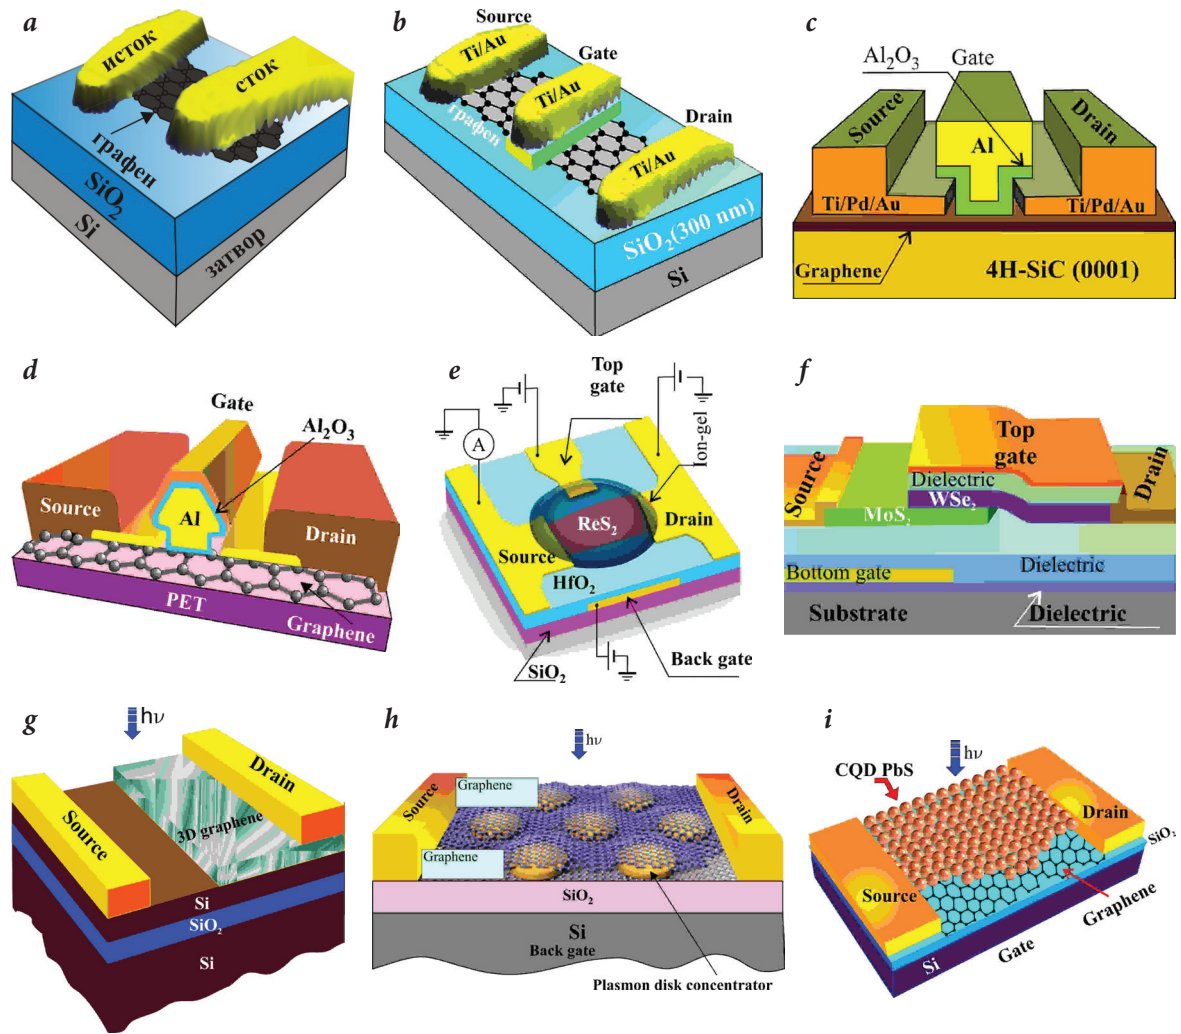 a
исток
сток
графен
SiO2
Si
затвор
b
Source
Ti/Au
Gate
Ti/Au
графен
Drain
Ti/Au
SiO2(300 nm)
Si
c
Al2O3
Gate
Source
Drain
Al
Ti/Pd/Au
Ti/Pd/Au
Graphene
4H-SiC (0001)
d
Gate
Al2O3
Source
Al
Drain
PET
Graphene
e
Top
gate
A
Ion-gel
ReS2
Source
Drain
HfO2
SiO2
Back gate
f
Top
gate
Source
Dielectric
Drain
WSe2
MoS2
Bottom gate
Dielectric
Substrate
Dielectric
g
hν
Drain
3D graphene
Source
Si
SiO2
Si
h
hν
Graphene
Source
Drain
Graphene
SiO2
Si
Back gate
Plasmon disk concentrator
i
hν
CQD PbS
Drain
SiO2
Source
Graphene
Si
Gate